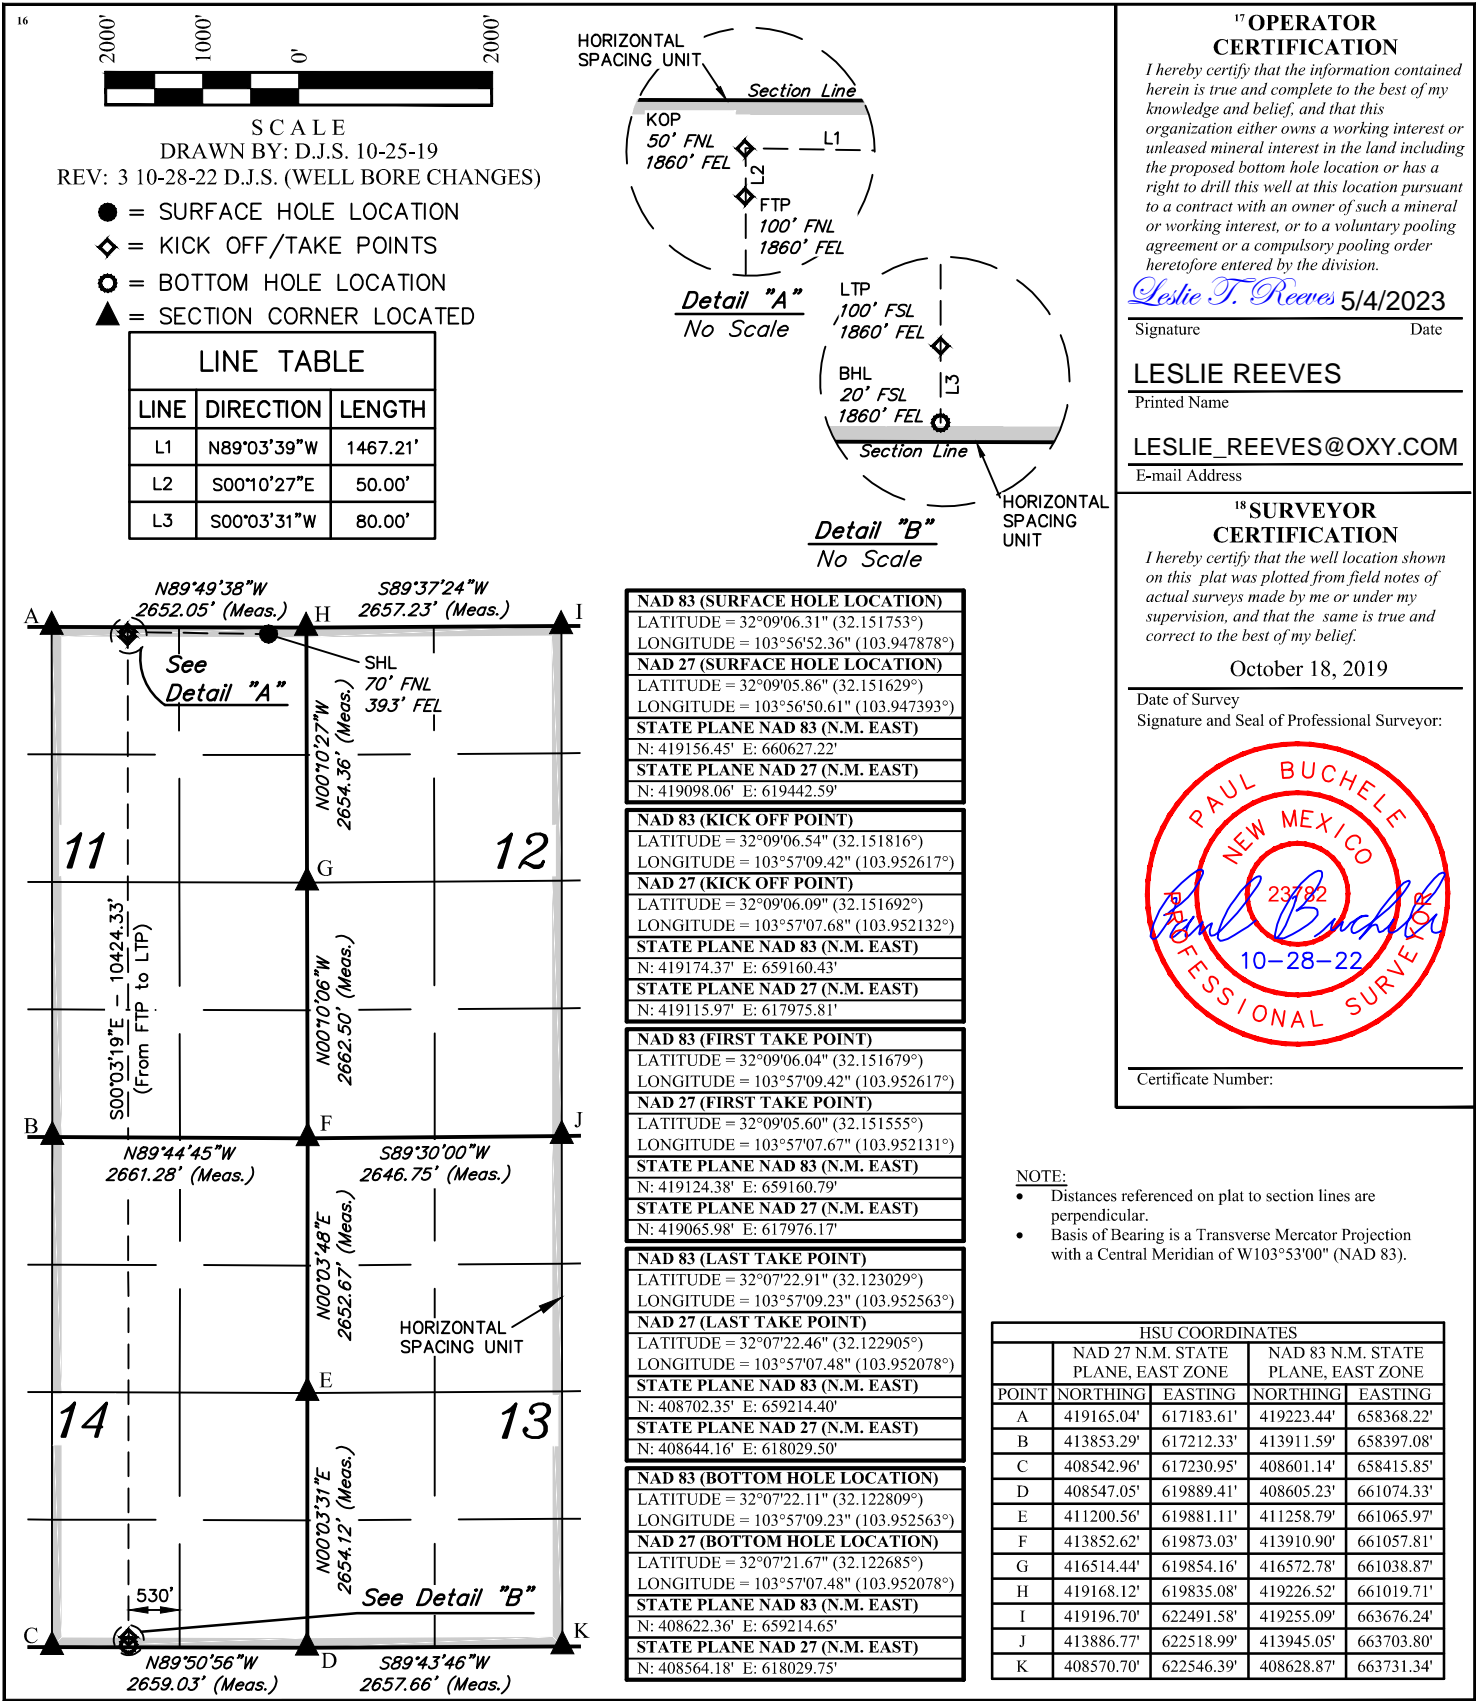 16
2000'
1000'
0'
2000'
SCALE
DRAWN BY: D.J.S. 10-25-19
REV: 3 10-28-22 D.J.S. (WELL BORE CHANGES)
= SURFACE HOLE LOCATION
= KICK OFF/TAKE POINTS
= BOTTOM HOLE LOCATION
= SECTION CORNER LOCATED
LINE TABLE
LINE DIRECTION LENGTH
L1 N89°03'39"W 1467.21'
L2 S00°10'27"E 50.00'
L3 S00°03'31"W 80.00'
HORIZONTAL
SPACING UNIT
Section Line
KOP
50' FNL
1860' FEL
L1
L2
FTP
100' FNL
1860' FEL
Detail "A"
No Scale
LTP
100' FSL
1860' FEL
BHL
20' FSL
1860' FEL
L3
Section Line
HORIZONTAL
SPACING
UNIT
Detail "B"
No Scale
17 OPERATOR
CERTIFICATION
I hereby certify that the information contained
herein is true and complete to the best of my
knowledge and belief, and that this
organization either owns a working interest or
unleased mineral interest in the land including
the proposed bottom hole location or has a
right to drill this well at this location pursuant
to a contract with an owner of such a mineral
or working interest, or to a voluntary pooling
agreement or a compulsory pooling order
heretofore entered by the division.
Leslie T. Reeves 5/4/2023
Signature Date
LESLIE REEVES
Printed Name
LESLIE_REEVES@OXY.COM
E-mail Address
18 SURVEYOR
CERTIFICATION
I hereby certify that the well location shown
on this plat was plotted from field notes of
actual surveys made by me or under my
supervision, and that the same is true and
correct to the best of my belief.
October 18, 2019
Date of Survey
Signature and Seal of Professional Surveyor:
PAUL BUCHELE
NEW MEXICO
23782
Paul Buchele
10-28-22
PROFESSIONAL SURVEYOR
Certificate Number:
N89°49'38"W
2652.05' (Meas.)
S89°37'24"W
2657.23' (Meas.)
A
H
I
See
Detail "A"
SHL
70' FNL
393' FEL
N00°10'27"W
2654.36' (Meas.)
11
12
G
S00°03'19"E - 10424.33'
(From FTP to LTP)
N00°10'06"W
2662.50' (Meas.)
B
F
J
N89°44'45"W
2661.28' (Meas.)
S89°30'00"W
2646.75' (Meas.)
N00°03'48"E
2652.67' (Meas.)
HORIZONTAL
SPACING UNIT
E
14
13
N00°03'31"E
2654.12' (Meas.)
530'
See Detail "B"
C
D
K
N89°50'56"W
2659.03' (Meas.)
S89°43'46"W
2657.66' (Meas.)
NAD 83 (SURFACE HOLE LOCATION)
LATITUDE = 32°09'06.31" (32.151753°)
LONGITUDE = 103°56'52.36" (103.947878°)
NAD 27 (SURFACE HOLE LOCATION)
LATITUDE = 32°09'05.86" (32.151629°)
LONGITUDE = 103°56'50.61" (103.947393°)
STATE PLANE NAD 83 (N.M. EAST)
N: 419156.45' E: 660627.22'
STATE PLANE NAD 27 (N.M. EAST)
N: 419098.06' E: 619442.59'
NAD 83 (KICK OFF POINT)
LATITUDE = 32°09'06.54" (32.151816°)
LONGITUDE = 103°57'09.42" (103.952617°)
NAD 27 (KICK OFF POINT)
LATITUDE = 32°09'06.09" (32.151692°)
LONGITUDE = 103°57'07.68" (103.952132°)
STATE PLANE NAD 83 (N.M. EAST)
N: 419174.37' E: 659160.43'
STATE PLANE NAD 27 (N.M. EAST)
N: 419115.97' E: 617975.81'
NAD 83 (FIRST TAKE POINT)
LATITUDE = 32°09'06.04" (32.151679°)
LONGITUDE = 103°57'09.42" (103.952617°)
NAD 27 (FIRST TAKE POINT)
LATITUDE = 32°09'05.60" (32.151555°)
LONGITUDE = 103°57'07.67" (103.952131°)
STATE PLANE NAD 83 (N.M. EAST)
N: 419124.38' E: 659160.79'
STATE PLANE NAD 27 (N.M. EAST)
N: 419065.98' E: 617976.17'
NAD 83 (LAST TAKE POINT)
LATITUDE = 32°07'22.91" (32.123029°)
LONGITUDE = 103°57'09.23" (103.952563°)
NAD 27 (LAST TAKE POINT)
LATITUDE = 32°07'22.46" (32.122905°)
LONGITUDE = 103°57'07.48" (103.952078°)
STATE PLANE NAD 83 (N.M. EAST)
N: 408702.35' E: 659214.40'
STATE PLANE NAD 27 (N.M. EAST)
N: 408644.16' E: 618029.50'
NAD 83 (BOTTOM HOLE LOCATION)
LATITUDE = 32°07'22.11" (32.122809°)
LONGITUDE = 103°57'09.23" (103.952563°)
NAD 27 (BOTTOM HOLE LOCATION)
LATITUDE = 32°07'21.67" (32.122685°)
LONGITUDE = 103°57'07.48" (103.952078°)
STATE PLANE NAD 83 (N.M. EAST)
N: 408622.36' E: 659214.65'
STATE PLANE NAD 27 (N.M. EAST)
N: 408564.18' E: 618029.75'
NOTE:
• Distances referenced on plat to section lines are
perpendicular.
• Basis of Bearing is a Transverse Mercator Projection
with a Central Meridian of W103°53'00" (NAD 83).
HSU COORDINATES
NAD 27 N.M. STATE NAD 83 N.M. STATE
PLANE, EAST ZONE PLANE, EAST ZONE
POINT NORTHING EASTING NORTHING EASTING
A 419165.04' 617183.61' 419223.44' 658368.22'
B 413853.29' 617212.33' 413911.59' 658397.08'
C 408542.96' 617230.95' 408601.14' 658415.85'
D 408547.05' 619889.41' 408605.23' 661074.33'
E 411200.56' 619881.11' 411258.79' 661065.97'
F 413852.62' 619873.03' 413910.90' 661057.81'
G 416514.44' 619854.16' 416572.78' 661038.87'
H 419168.12' 619835.08' 419226.52' 661019.71'
I 419196.70' 622491.58' 419255.09' 663676.24'
J 413886.77' 622518.99' 413945.05' 663703.80'
K 408570.70' 622546.39' 408628.87' 663731.34'